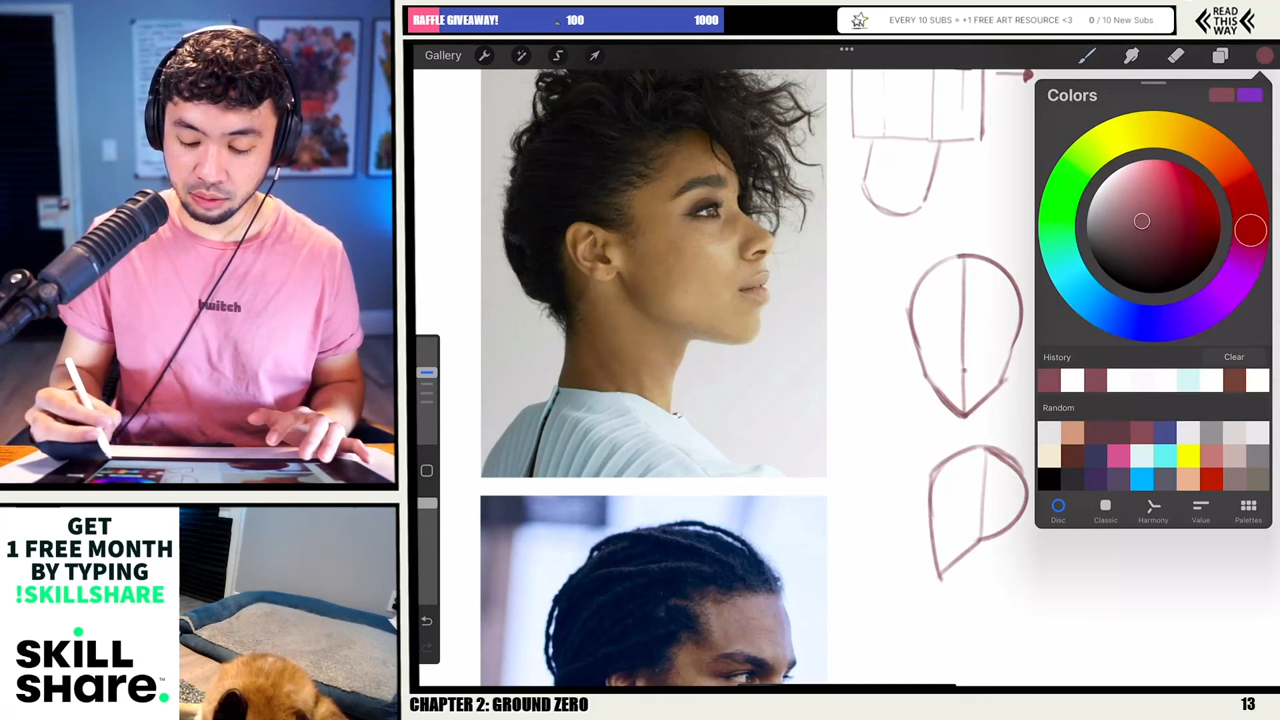 RAFFLE GIVEAWAY! 100 1000
EVERY 10 SUBS = +1 FREE ART RESOURCE <3 0 / 10 New Subs
READ
THIS
WAY
Gallery
Colors
History Clear
Random
Disc Classic Harmony Value Palettes
twitch
GET
1 FREE MONTH
BY TYPING
!SKILLSHARE
SKILL
SHARE.
CHAPTER 2: GROUND ZERO 13